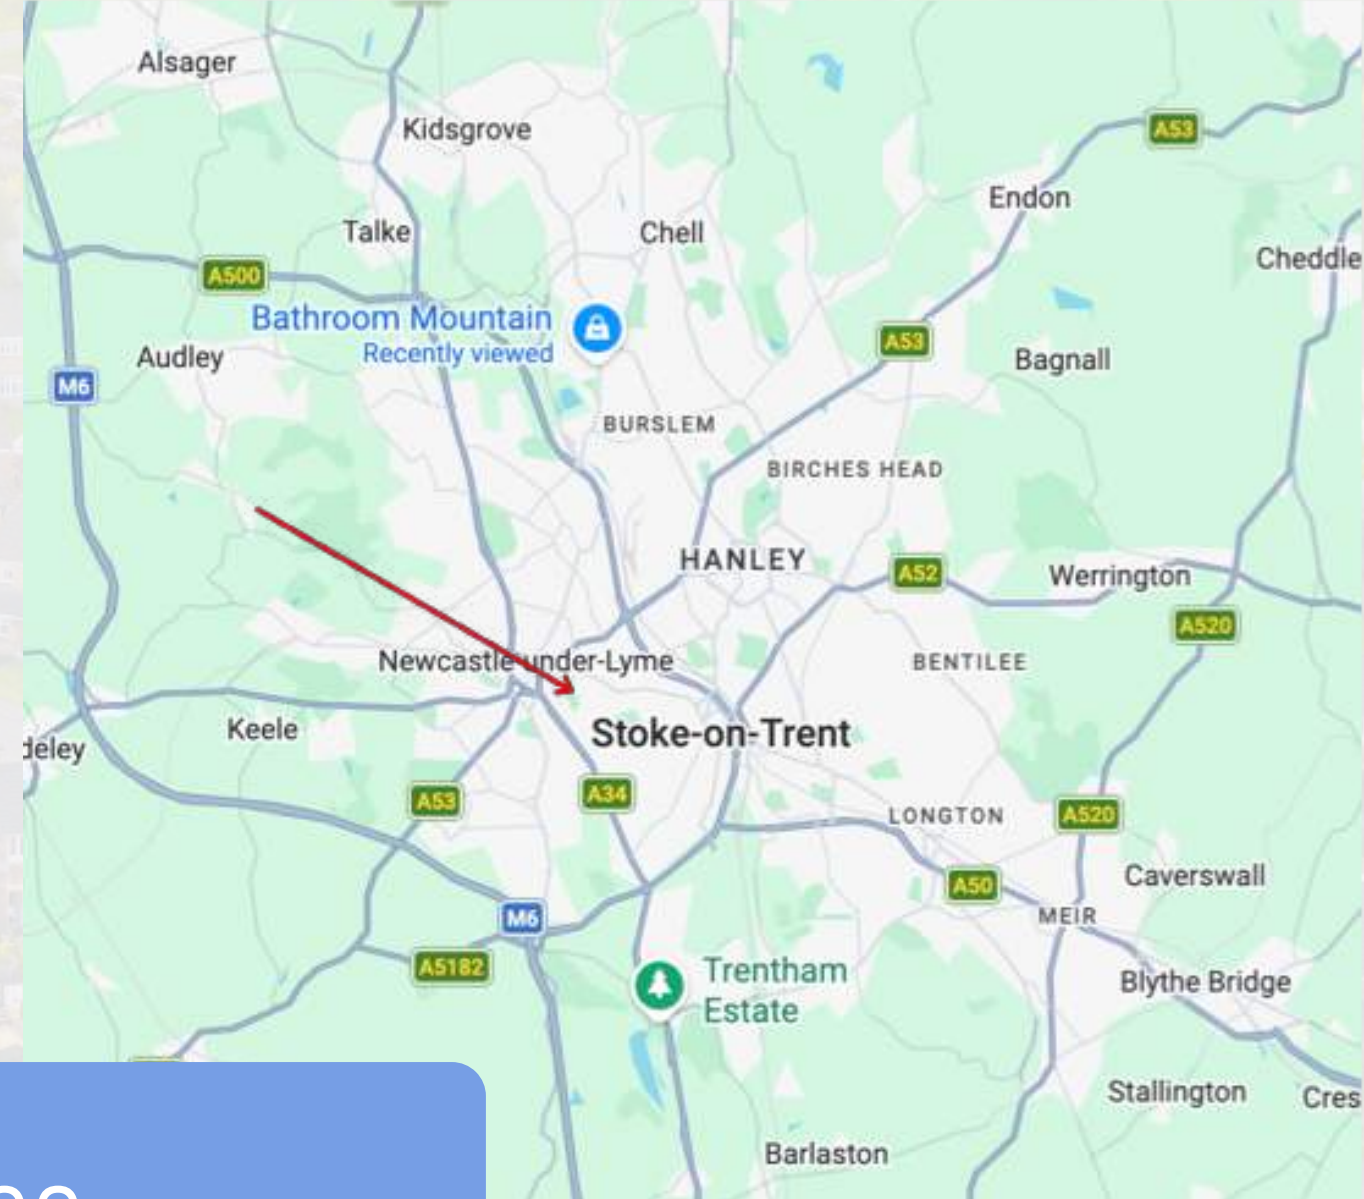 Alsager
Kidsgrove
A53
Endon
Talke
Chell
Cheddle
A500
Bathroom Mountain
Recently viewed
A53
Audley
Bagnall
M6
BURSLEM
BIRCHES HEAD
HANLEY
A52
Werrington
A520
Newcastle-under-Lyme
BENTILEE
Keele
Stoke-on-Trent
deley
A53
A34
LONGTON
A520
Caverswall
A50
M6
MEIR
A5182
Trentham
Estate
Blythe Bridge
Stallington
Cres
Barlaston